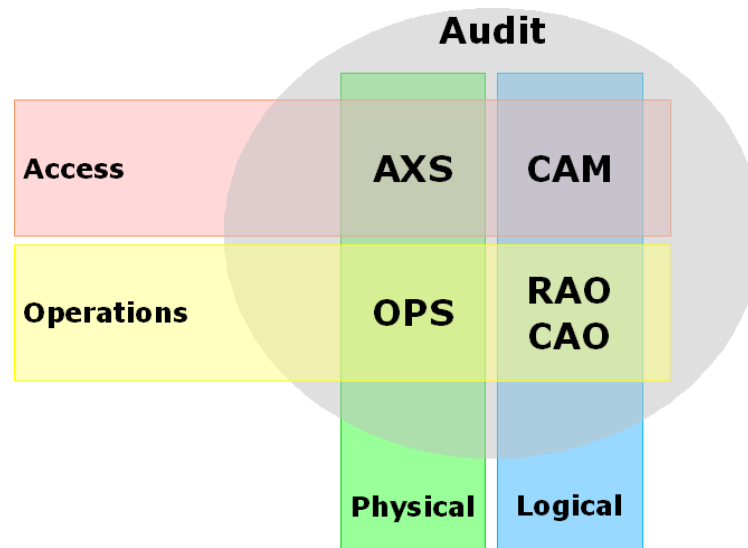 Audit
Access
AXS
CAM
Operations
OPS
RAO
CAO
Physical
Logical